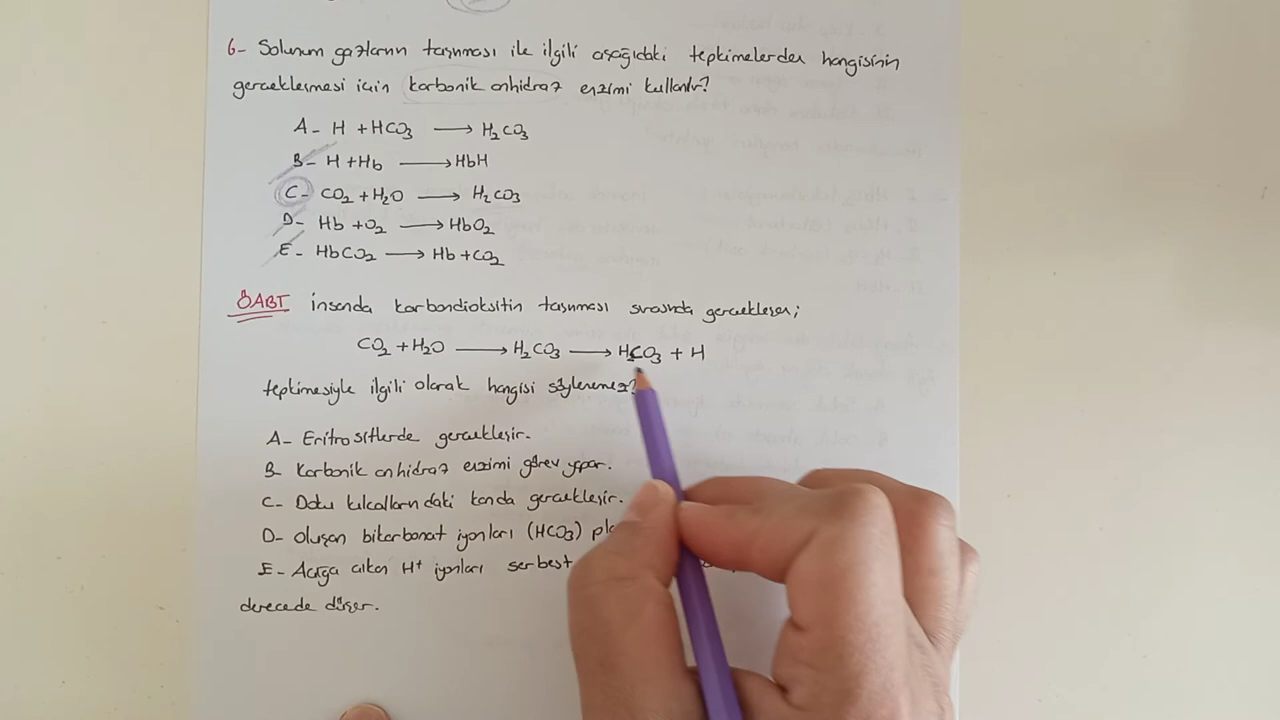 6- Solunum gazlarının taşınması ile ilgili aşağıdaki tepkimelerden hangisinin
gerçekleşmesi için karbonik anhidraz enzimi kullanılır?
A- H + HCO3 → H2CO3
B- H + Hb → HbH
C- CO2 + H2O → H2CO3
D- Hb + O2 → HbO2
E- HbCO2 → Hb + CO2
ÖABT insanda karbondioksitin taşınması sırasında gerçekleşen;
CO2 + H2O → H2CO3 → HCO3 + H
tepkimesiyle ilgili olarak hangisi söylenemez?
A- Eritrositlerde gerçekleşir.
B- Karbonik anhidraz enzimi görev yapar.
C- Doku kılcallarındaki kanda gerçekleşir.
D- oluşan bikarbonat iyonları (HCO3)
E- Açığa çıkan H+ iyonları serbest
derecede düşer.